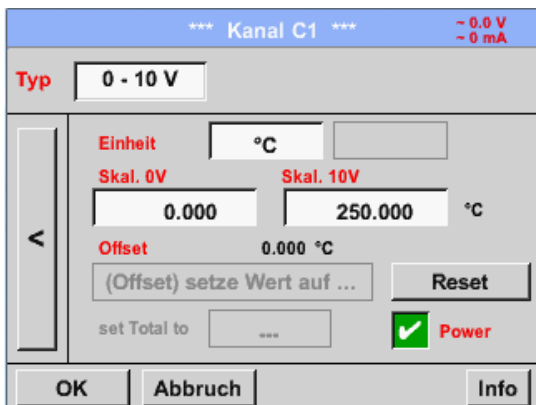 *** Kanal C1 ***
~ 0.0 V
~ 0 mA
Typ
0 - 10 V
Einheit
°C
Skal. 0V
Skal. 10V
0.000
250.000
°C
<
Offset
0.000 °C
(Offset) setze Wert auf ...
Reset
set Total to
---
Power
OK
Abbruch
Info